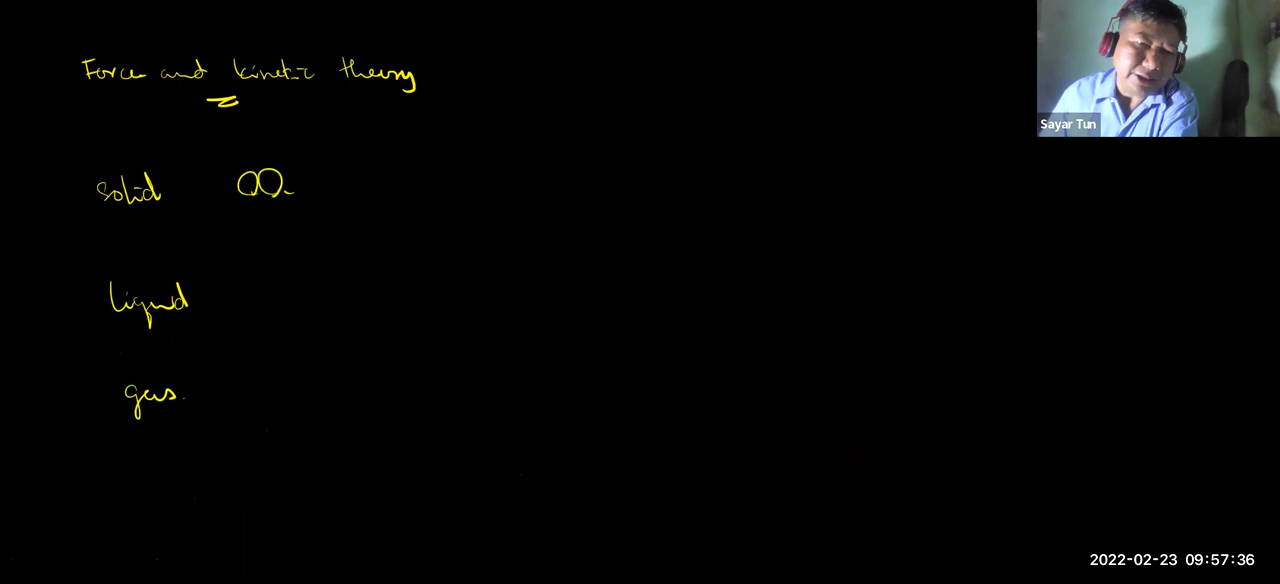 Force and kinetic theory
solid
liquid
gas.
Sayar Tun
2022-02-23 09:57:36